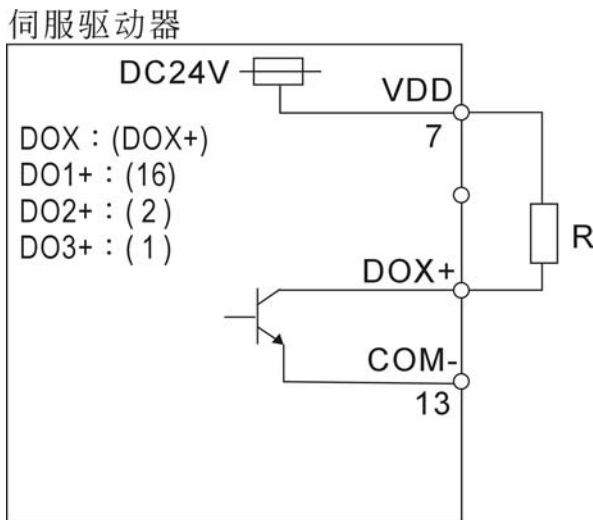 伺服驱动器
DC24V
VDD
7
DOX：(DOX+)
DO1+：(16)
DO2+：(2)
DO3+：(1)
R
DOX+
COM-
13